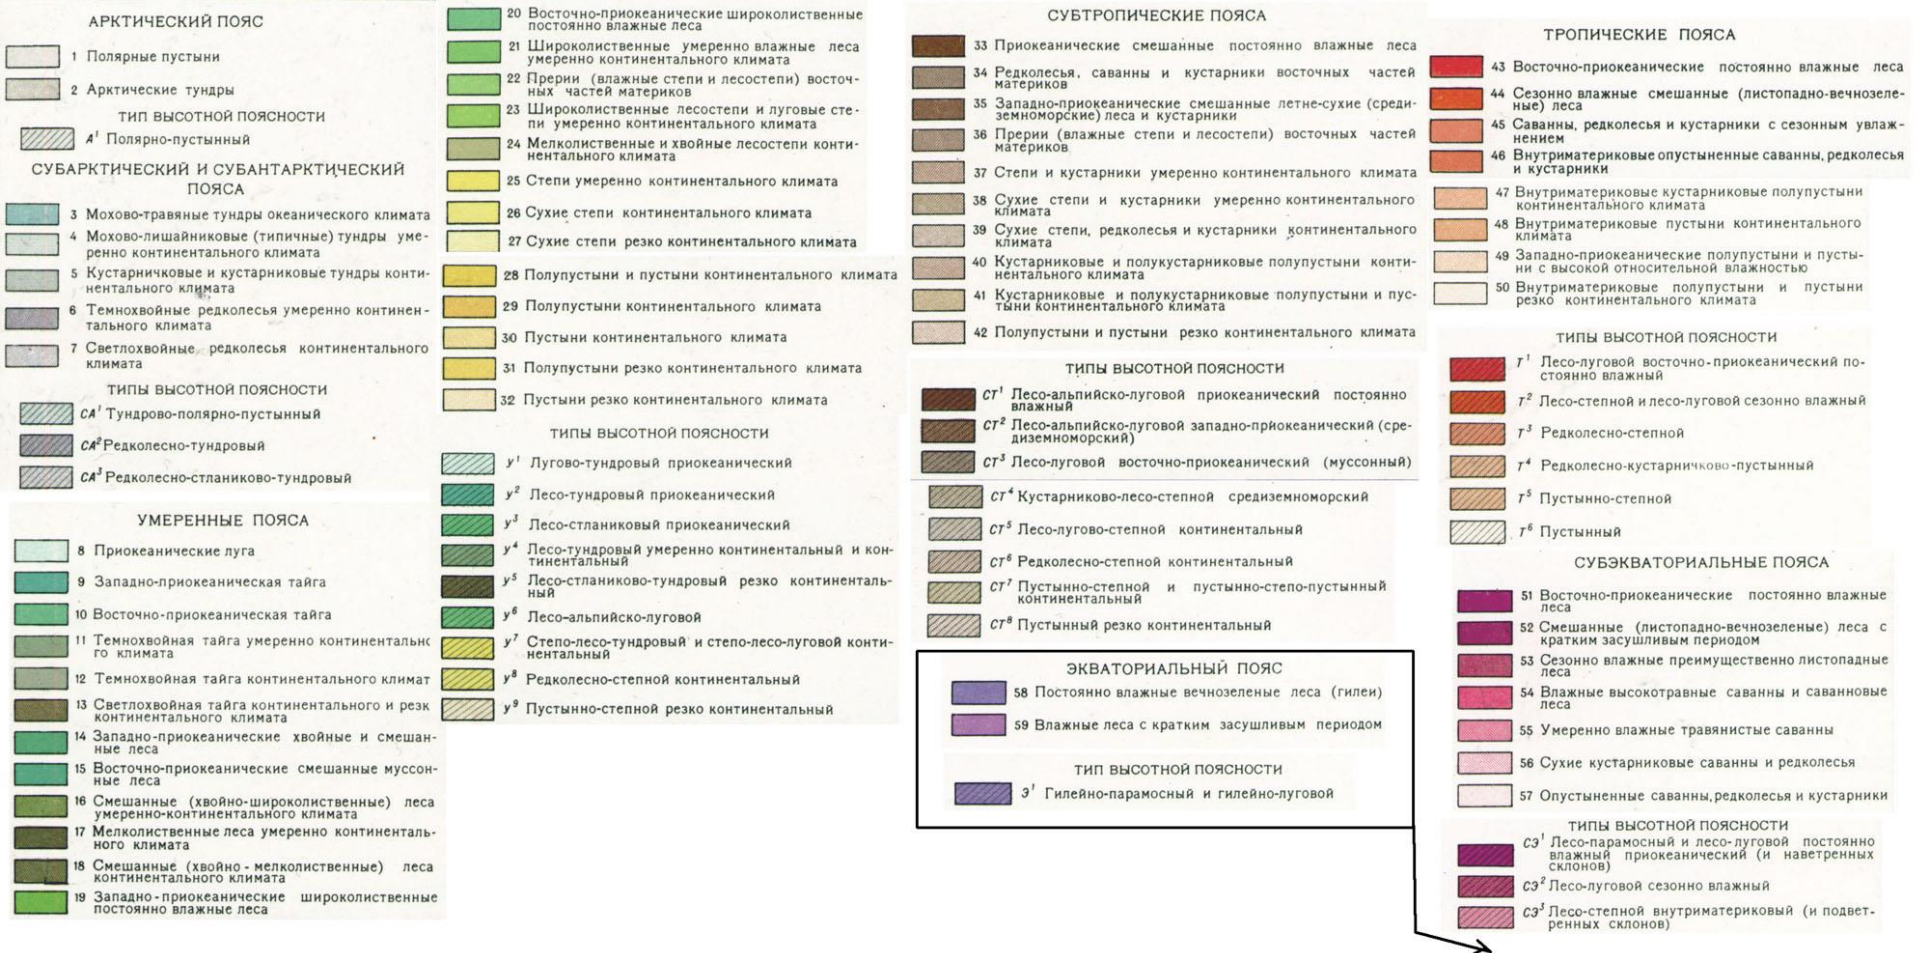 АРКТИЧЕСКИЙ ПОЯС
1 Полярные пустыни
2 Арктические тундры
ТИП ВЫСОТНОЙ ПОЯСНОСТИ
А¹ Полярно-пустынный
СУБАРКТИЧЕСКИЙ И СУБАНТАРКТИЧЕСКИЙ
ПОЯСА
3 Мохово-травяные тундры океанического климата
4 Мохово-лишайниковые (типичные) тундры уме-
ренно континентального климата
5 Кустарничковые и кустарниковые тундры конти-
нентального климата
6 Темнохвойные редколесья умеренно континен-
тального климата
7 Светлохвойные редколесья континентального
климата
ТИПЫ ВЫСОТНОЙ ПОЯСНОСТИ
СА¹ Тундрово-полярно-пустынный
СА² Редколесно-тундровый
СА³ Редколесно-стланиково-тундровый
УМЕРЕННЫЕ ПОЯСА
8 Приокеанические луга
9 Западно-приокеаническая тайга
10 Восточно-приокеаническая тайга
11 Темнохвойная тайга умеренно континентальнс
го климата
12 Темнохвойная тайга континентального климат
13 Светлохвойная тайга континентального и резк
континентального климата
14 Западно-приокеанические хвойные и смешан-
ные леса
15 Восточно-приокеанические смешанные муссон-
ные леса
16 Смешанные (хвойно-широколиственные) леса
умеренно-континентального климата
17 Мелколиственные леса умеренно континенталь-
ного климата
18 Смешанные (хвойно-мелколиственные) леса
континентального климата
19 Западно-приокеанические широколиственные
постоянно влажные леса
20 Восточно-приокеанические широколиственные
постоянно влажные леса
21 Широколиственные умеренно влажные леса
умеренно континентального климата
22 Прерии (влажные степи и лесостепи) восточ-
ных частей материков
23 Широколиственные лесостепи и луговые сте-
пи умеренно континентального климата
24 Мелколиственные и хвойные лесостепи конти-
нентального климата
25 Степи умеренно континентального климата
26 Сухие степи континентального климата
27 Сухие степи резко континентального климата
28 Полупустыни и пустыни континентального климата
29 Полупустыни континентального климата
30 Пустыни континентального климата
31 Полупустыни резко континентального климата
32 Пустыни резко континентального климата
ТИПЫ ВЫСОТНОЙ ПОЯСНОСТИ
У¹ Лугово-тундровый приокеанический
У² Лесо-тундровый приокеанический
У³ Лесо-стланиковый приокеанический
У⁴ Лесо-тундровый умеренно континентальный и кон-
тинентальный
У⁵ Лесо-стланиково-тундровый резко континенталь-
ный
У⁶ Лесо-альпийско-луговой
У⁷ Степо-лесо-тундровый и степо-лесо-луговой конти-
нентальный
У⁸ Редколесно-степной континентальный
У⁹ Пустынно-степной резко континентальный
СУБТРОПИЧЕСКИЕ ПОЯСА
33 Приокеанические смешанные постоянно влажные леса
34 Редколесья, саванны и кустарники восточных частей
материков
35 Западно-приокеанические смешанные летне-сухие (среди-
земноморские) леса и кустарники
36 Прерии (влажные степи и лесостепи) восточных частей
материков
37 Степи и кустарники умеренно континентального климата
38 Сухие степи и кустарники умеренно континентального
климата
39 Сухие степи, редколесья и кустарники континентального
климата
40 Кустарниковые и полукустарниковые полупустыни конти-
нентального климата
41 Кустарниковые и полукустарниковые полупустыни и пус-
тыни континентального климата
42 Полупустыни и пустыни резко континентального климата
ТИПЫ ВЫСОТНОЙ ПОЯСНОСТИ
СТ¹ Лесо-альпийско-луговой приокеанический постоянно
влажный
СТ² Лесо-альпийско-луговой западно-приокеанический (сре-
диземноморский)
СТ³ Лесо-луговой восточно-приокеанический (муссонный)
СТ⁴ Кустарниково-лесо-степной средиземноморский
СТ⁵ Лесо-лугово-степной континентальный
СТ⁶ Редколесно-степной континентальный
СТ⁷ Пустынно-степной и пустынно-степо-пустынный
континентальный
СТ⁸ Пустынный резко континентальный
ЭКВАТОРИАЛЬНЫЙ ПОЯС
58 Постоянно влажные вечнозеленые леса (гилеи)
59 Влажные леса с кратким засушливым периодом
ТИП ВЫСОТНОЙ ПОЯСНОСТИ
Э¹ Гилейно-парамосный и гилейно-луговой
ТРОПИЧЕСКИЕ ПОЯСА
43 Восточно-приокеанические постоянно влажные леса
44 Сезонно влажные смешанные (листопадно-вечнозеле-
ные) леса
45 Саванны, редколесья и кустарники с сезонным увлаж-
нением
46 Внутриматериковые опустыненные саванны, редколесья
и кустарники
47 Внутриматериковые кустарниковые полупустыни
континентального климата
48 Внутриматериковые пустыни континентального
климата
49 Западно-приокеанические полупустыни и пусты-
ни с высокой относительной влажностью
50 Внутриматериковые полупустыни и пустыни
резко континентального климата
ТИПЫ ВЫСОТНОЙ ПОЯСНОСТИ
Т¹ Лесо-луговой восточно-приокеанический по-
стоянно влажный
Т² Лесо-степной и лесо-луговой сезонно влажный
Т³ Редколесно-степной
Т⁴ Редколесно-кустарничково-пустынный
Т⁵ Пустынно-степной
Т⁶ Пустынный
СУБЭКВАТОРИАЛЬНЫЕ ПОЯСА
51 Восточно-приокеанические постоянно влажные
леса
52 Смешанные (листопадно-вечнозеленые) леса с
кратким засушливым периодом
53 Сезонно влажные преимущественно листопадные
леса
54 Влажные высокотравные саванны и саванновые
леса
55 Умеренно влажные травянистые саванны
56 Сухие кустарниковые саванны и редколесья
57 Опустыненные саванны, редколесья и кустарники
ТИПЫ ВЫСОТНОЙ ПОЯСНОСТИ
СЭ¹ Лесо-парамосный и лесо-луговой постоянно
влажный приокеанический (и наветренных
склонов)
СЭ² Лесо-луговой сезонно влажный
СЭ³ Лесо-степной внутриматериковый (и подвет-
ренных склонов)